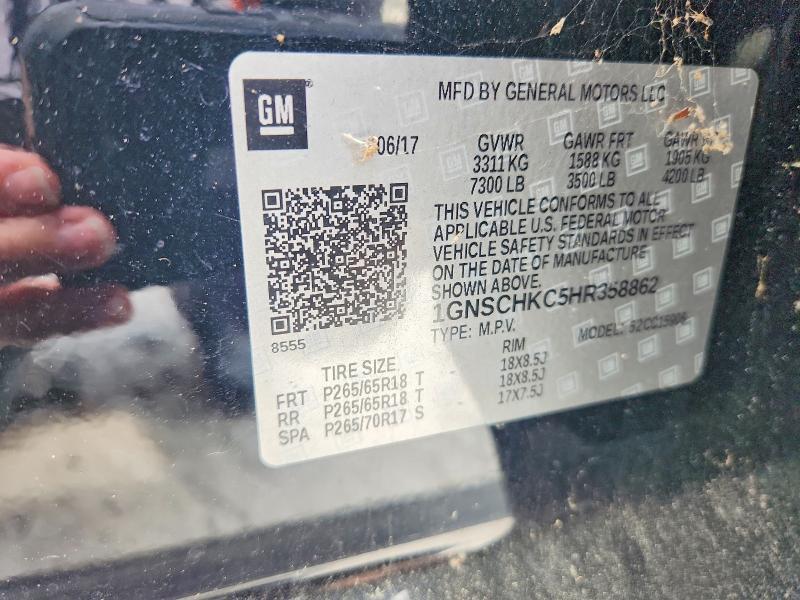 GM
MFD BY GENERAL MOTORS LLC
06/17
GVWR GAWR FRT GAWR
3311 KG 1588 KG 1905 KG
7300 LB 3500 LB 4200 LB
THIS VEHICLE CONFORMS TO ALL
APPLICABLE U.S. FEDERAL MOTOR
VEHICLE SAFETY STANDARDS IN EFFECT
ON THE DATE OF MANUFACTURE
SHOWN ABOVE.
1GNSCHKC5HR358862
TYPE: M.P.V. MODEL:
8555
TIRE SIZE RIM
FRT P265/65R18 T - 18X8.5J
RR P265/65R18 T - 18X8.5J
SPA P265/70R17 S - 17X7.5J